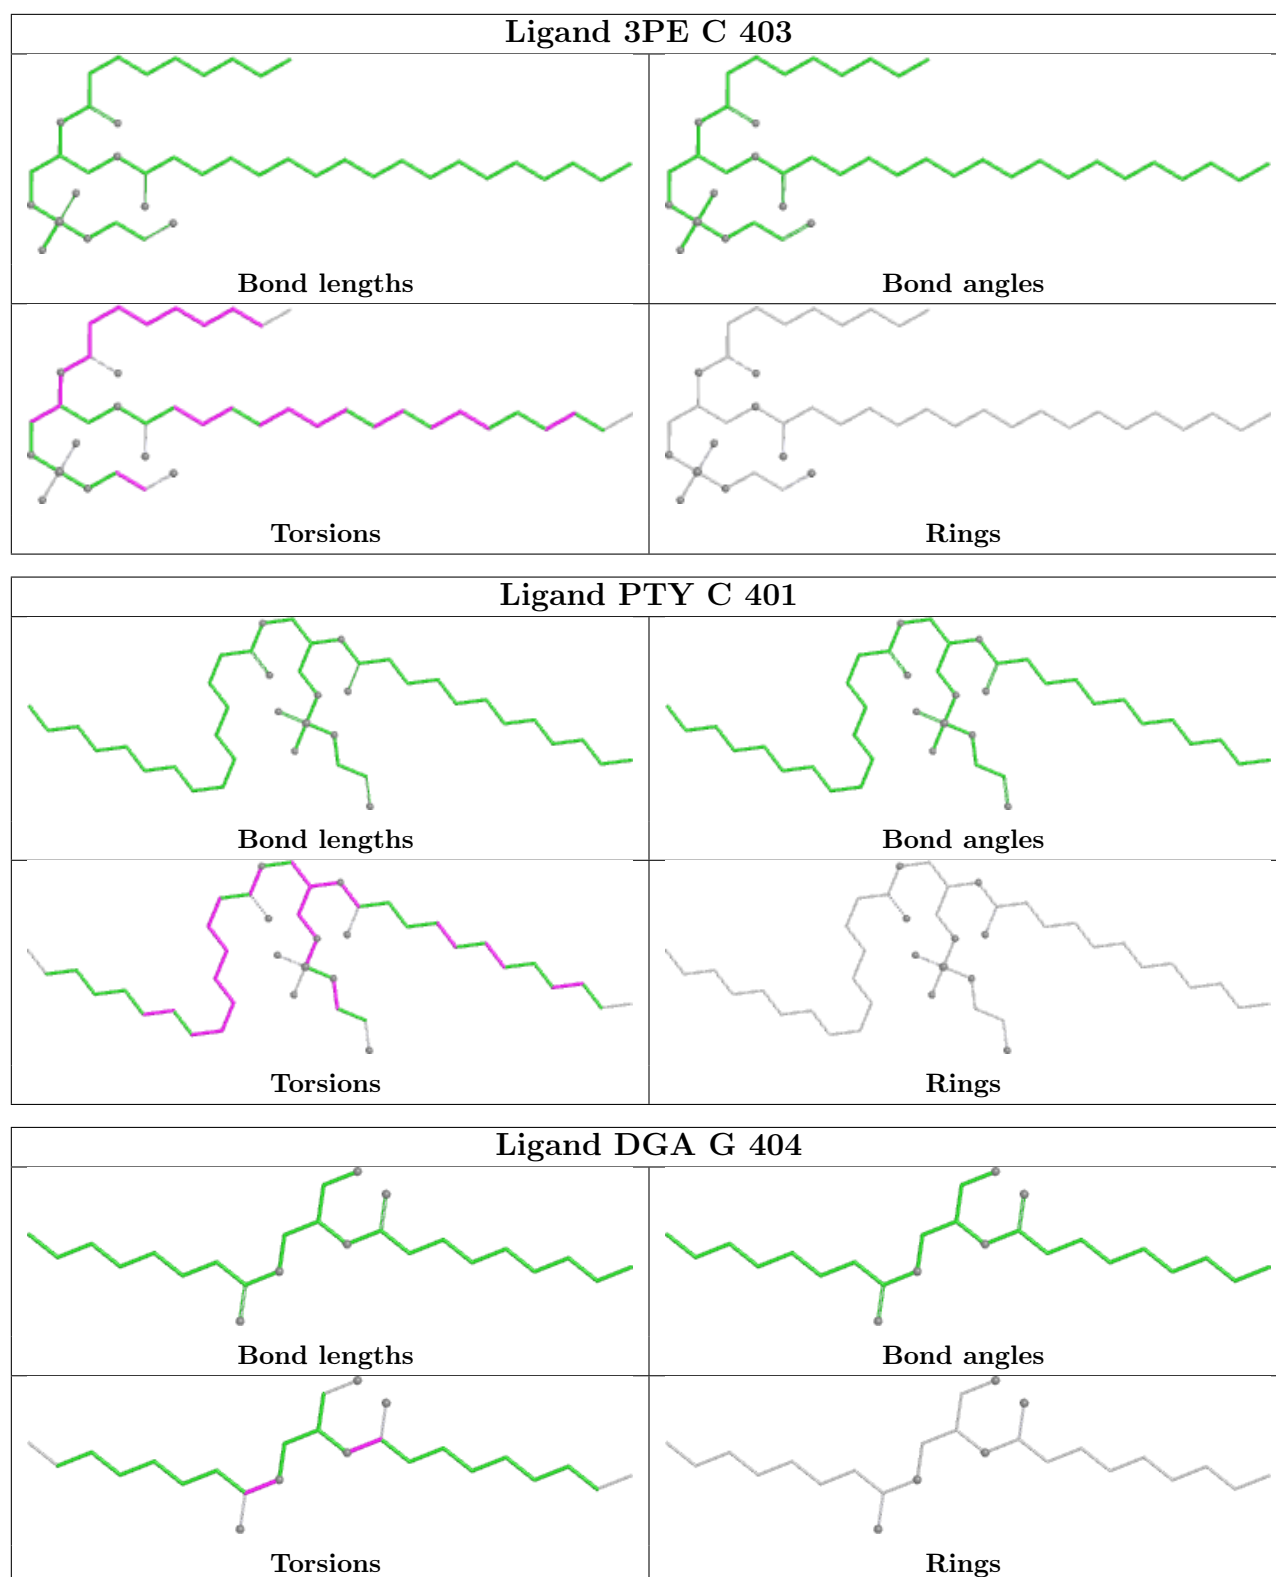 Ligand 3PE C 403
Bond lengths
Bond angles
Torsions
Rings
Ligand PTY C 401
Bond lengths
Bond angles
Torsions
Rings
Ligand DGA G 404
Bond lengths
Bond angles
Torsions
Rings